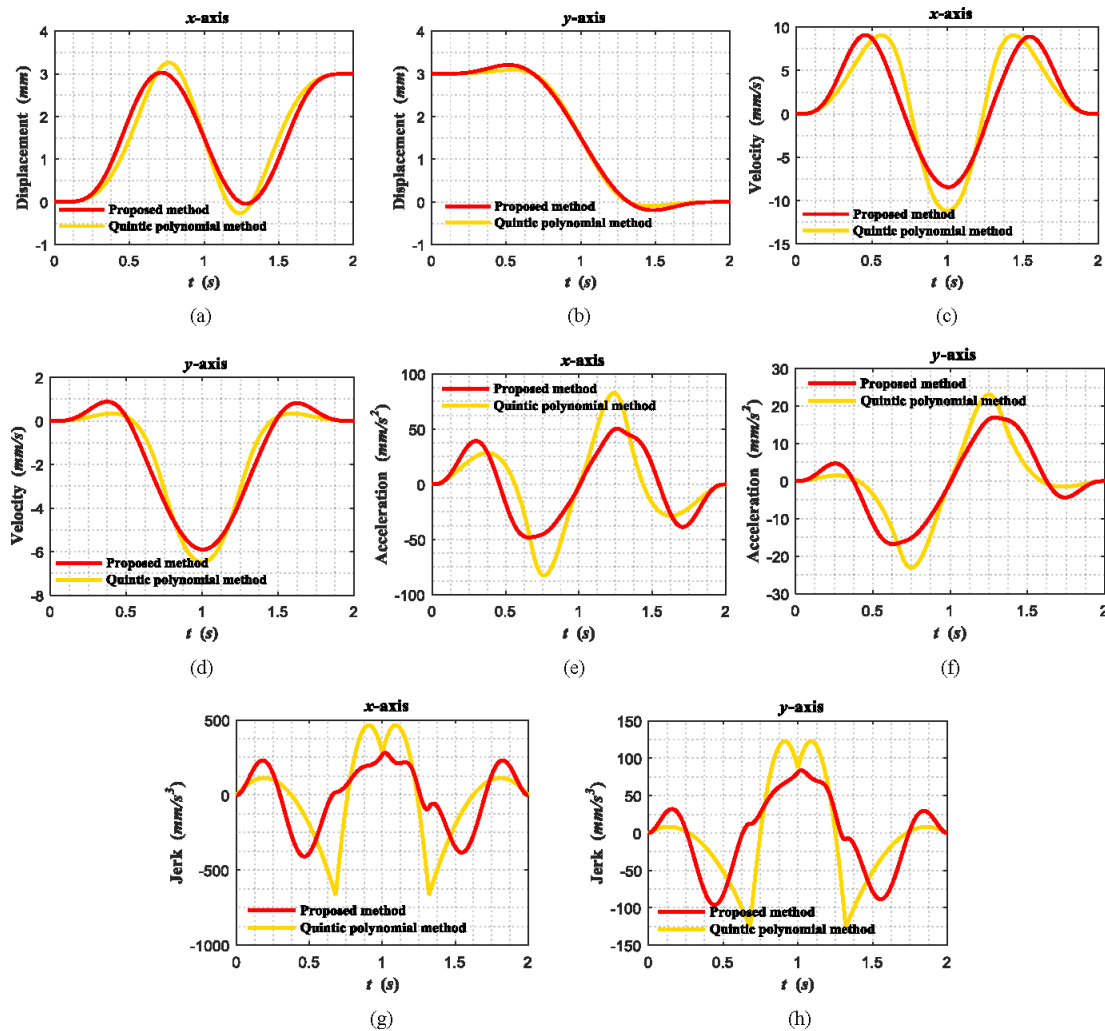 x-axis
4
3
2
1
0
-1
Displacement (mm)
Proposed method
Quintic polynomial method
0 0.5 1 1.5 2
t (s)
(a)
y-axis
4
3
2
1
0
-1
Displacement (mm)
Proposed method
Quintic polynomial method
0 0.5 1 1.5 2
t (s)
(b)
x-axis
10
5
0
-5
-10
-15
Velocity (mm/s)
Proposed method
Quintic polynomial method
0 0.5 1 1.5 2
t (s)
(c)
y-axis
2
0
-2
-4
-6
-8
Velocity (mm/s)
Proposed method
Quintic polynomial method
0 0.5 1 1.5 2
t (s)
(d)
x-axis
100
50
0
-50
-100
Acceleration (mm/s²)
Proposed method
Quintic polynomial method
0 0.5 1 1.5 2
t (s)
(e)
y-axis
30
20
10
0
-10
-20
-30
Acceleration (mm/s²)
Proposed method
Quintic polynomial method
0 0.5 1 1.5 2
t (s)
(f)
x-axis
500
0
-500
-1000
Jerk (mm/s³)
Proposed method
Quintic polynomial method
0 0.5 1 1.5 2
t (s)
(g)
y-axis
150
100
50
0
-50
-100
-150
Jerk (mm/s³)
Proposed method
Quintic polynomial method
0 0.5 1 1.5 2
t (s)
(h)